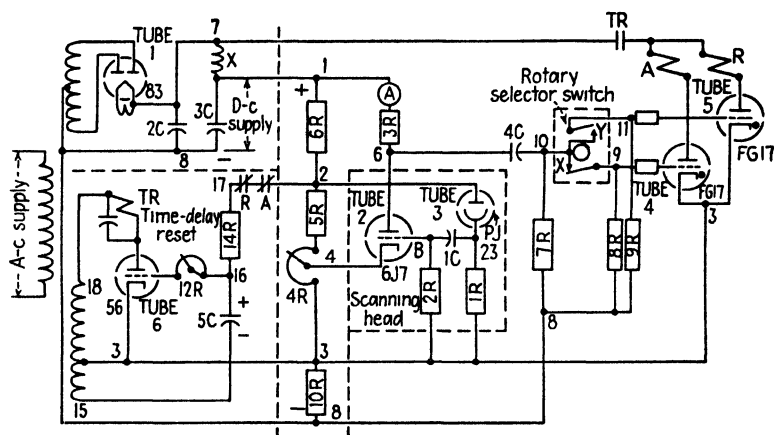 TUBE
1
83
7
X
2C
3C
8
+
D-c
supply
−
1
A
3R
6R
6
4C
10
Rotary
selector switch
Y
X
11
9
TR
A
R
TUBE
5
FG17
FG17
TUBE
4
3
A-c supply
TR
Time-delay
reset
18
56
TUBE
6
12R
16
17
R
A
14R
5C
+
−
3
15
2
5R
4
4R
3
10R
−
8
TUBE
2
6J7
B
1C
TUBE
3
PJ
23
Scanning
head
2R
1R
7R
8R
9R
8